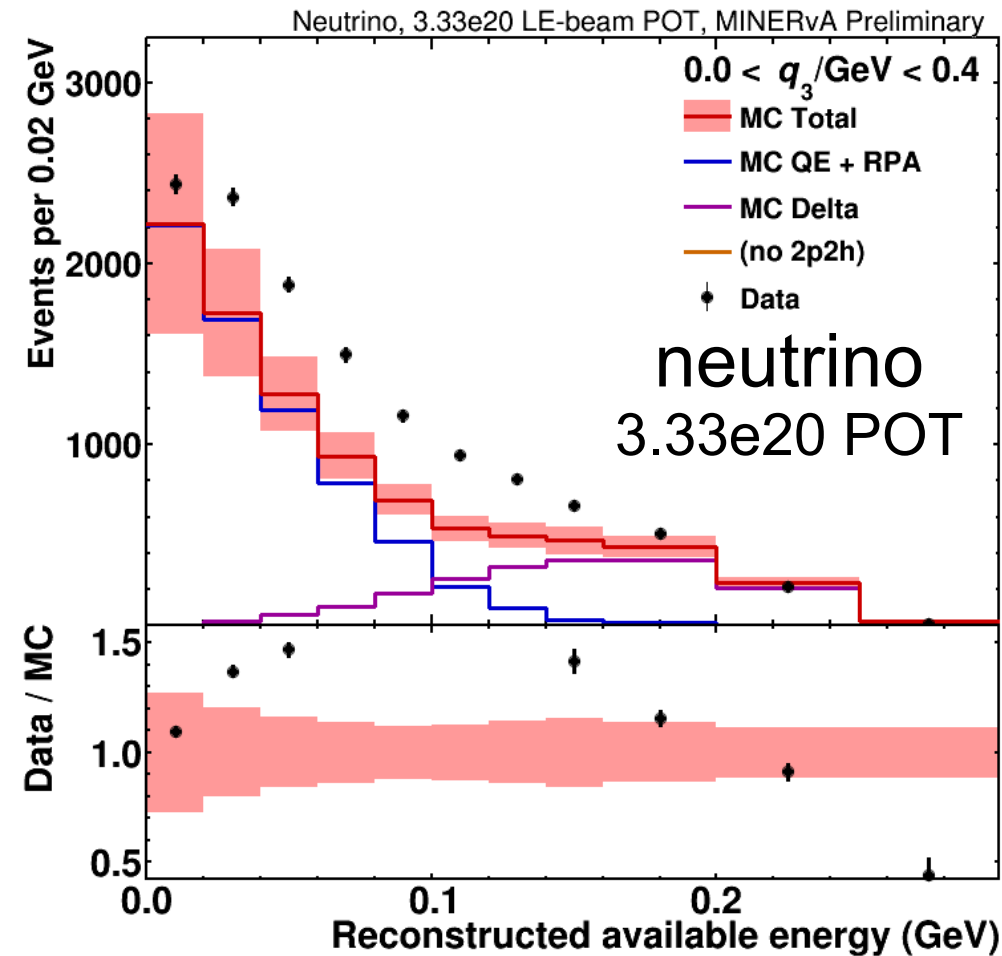 Neutrino, 3.33e20 LE-beam POT, MINERvA Preliminary
0.0 < q3/GeV < 0.4
MC Total
MC QE + RPA
MC Delta
(no 2p2h)
Data
neutrino
3.33e20 POT
Events per 0.02 GeV
3000
2000
1000
Data / MC
1.5
1.0
0.5
0.0 0.1 0.2
Reconstructed available energy (GeV)